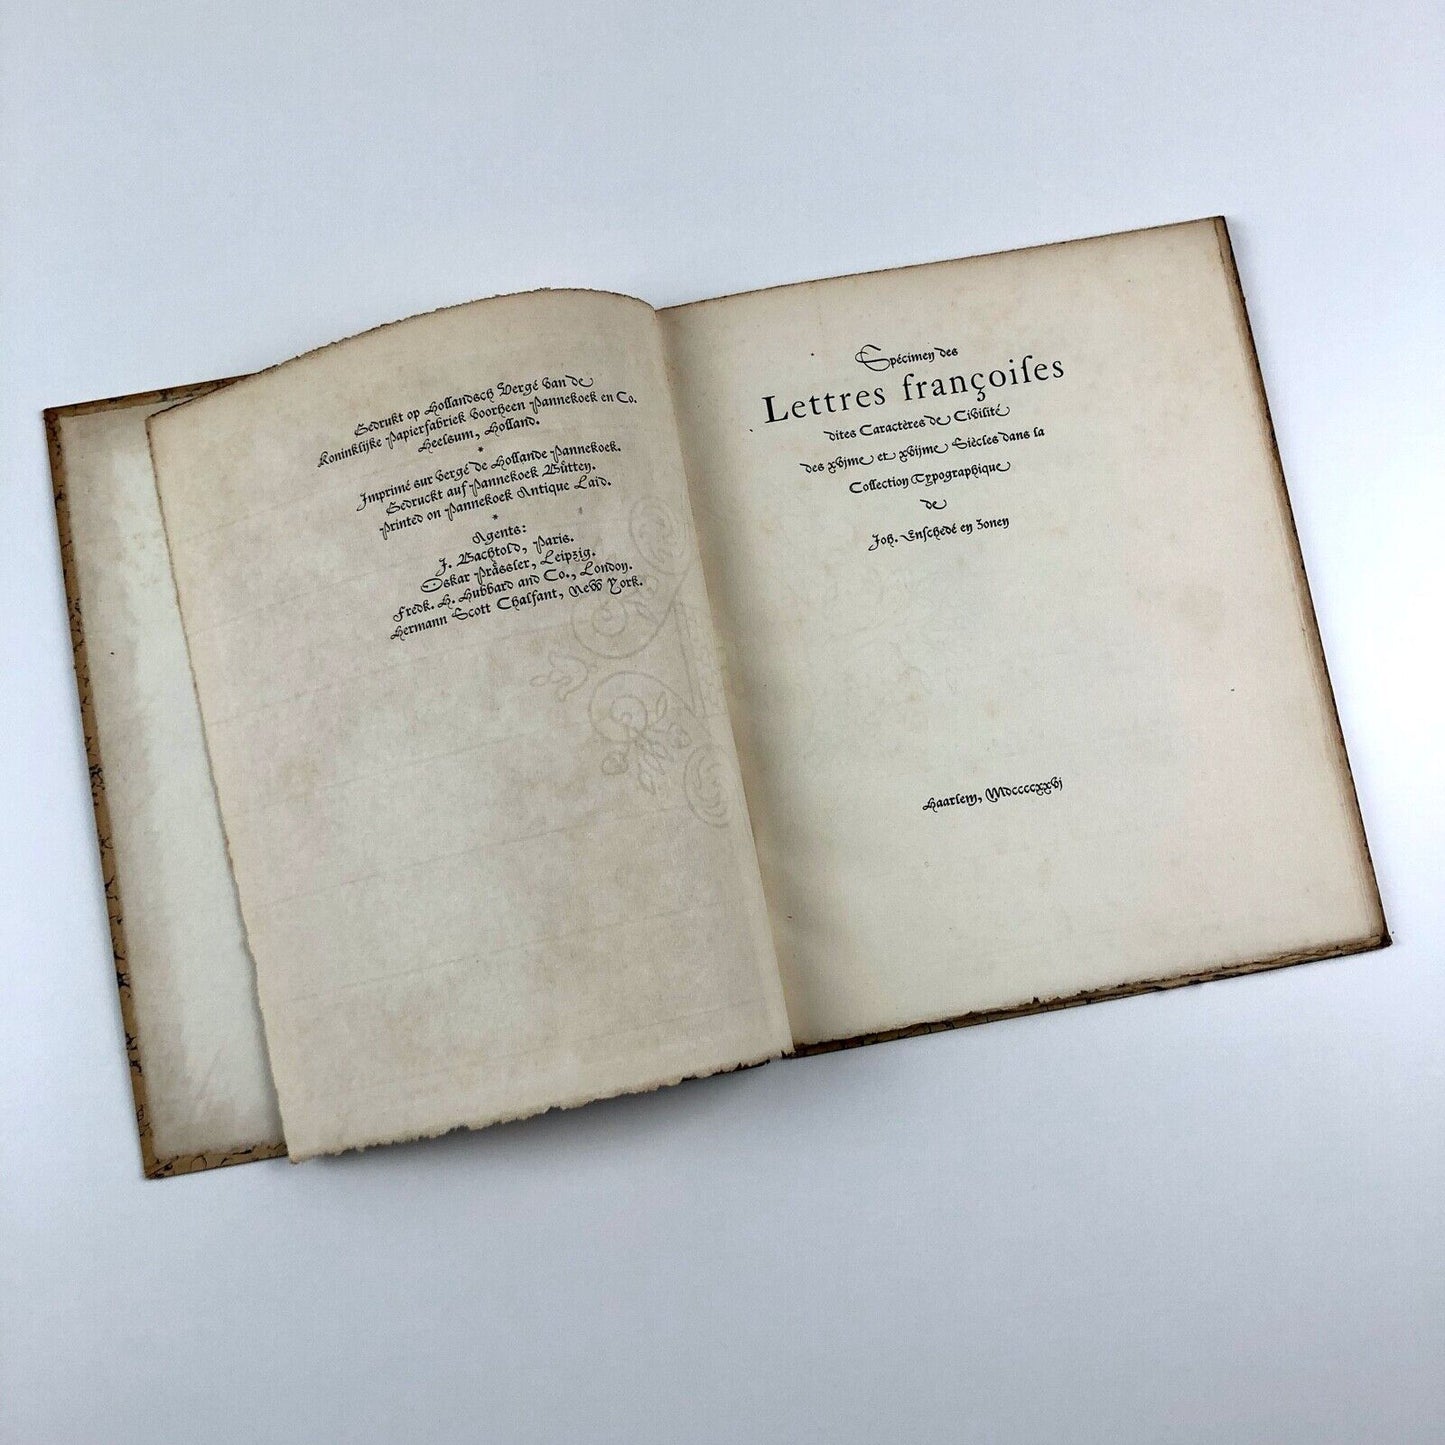 Gedrukt op Hollandsch Vergé van de
Koninklijke Papierfabriek voorheen Pannekoek en Co.
Heelsum, Holland.
*
Imprimé sur vergé de Hollande Pannekoek.
Gedruckt auf Pannekoek Bütten.
Printed on Pannekoek Antique Laid.
*
Agents:
J. Bachtold, Paris.
Oskar Prässler, Leipzig.
Fredk. H. Hubbard and Co., London.
Hermann Scott Chalfant, New York.
Spécimen des
Lettres françoiſes
dites Caractères de Civilité
des xvjme et xvijme Siècles dans la
Collection Typographique
de
Joh. Enschedé en Zonen
Haarlem, MDccccxxvj